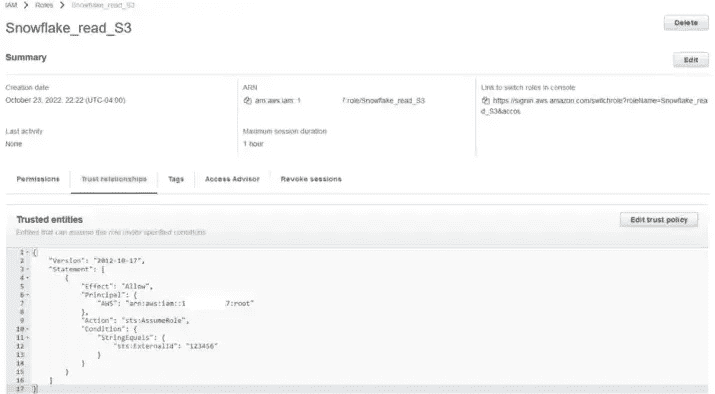 IAM > Roles > Snowflake_read_S3
Snowflake_read_S3
Delete
Summary
Edit
Creation date
October 23, 2022, 22:22 (UTC-04:00)
ARN
arn:aws:iam: 1 7:role/Snowflake_read_S3
Link to switch roles in console
https://signin.aws.amazon.com/switchrole?roleName=Snowflake_rea
d_S3&accou
Last activity
None
Maximum session duration
1 hour
Permissions Trust relationships Tags Access Advisor Revoke sessions
Trusted entities
Entities that can assume this role under specified conditions.
Edit trust policy
1 {
2 "Version": "2012-10-17",
3 "Statement": [
4 {
5 "Effect": "Allow",
6 "Principal": {
7 "AWS": "arn:aws:iam::1 7:root"
8 },
9 "Action": "sts:AssumeRole",
10 "Condition": {
11 "StringEquals": {
12 "sts:ExternalId": "123456"
13 }
14 }
15 }
16 ]
17 }